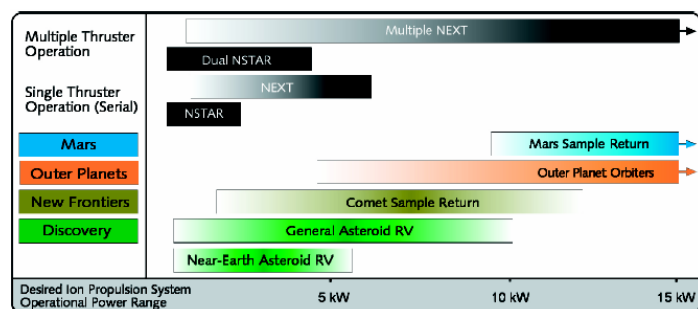 Multiple Thruster
Operation
Multiple NEXT
Dual NSTAR
Single Thruster
Operation (Serial)
NEXT
NSTAR
Mars
Mars Sample Return
Outer Planets
Outer Planet Orbiters
New Frontiers
Comet Sample Return
Discovery
General Asteroid RV
Near-Earth Asteroid RV
Desired Ion Propulsion System
Operational Power Range
5 kW
10 kW
15 kW